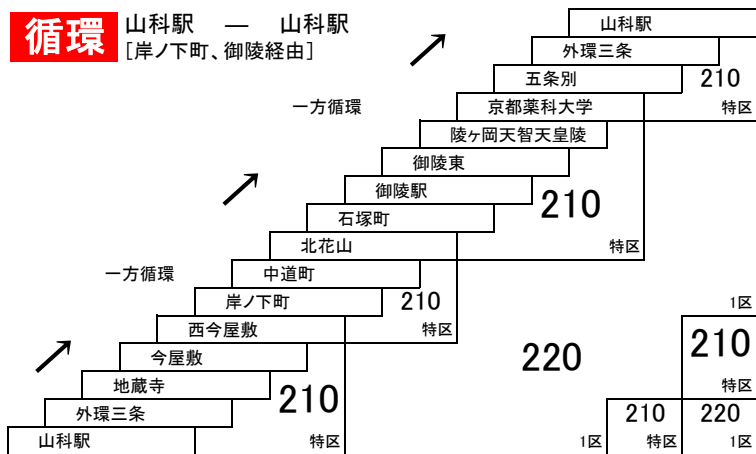 循環 山科駅 ― 山科駅
[岸ノ下町、御陵経由]
山科駅
外環三条
五条別 210
一方循環 京都薬科大学 特区
陵ヶ岡天智天皇陵
御陵東
御陵駅 210
石塚町
北花山 特区
一方循環 中道町
岸ノ下町 210 1区
西今屋敷 特区
今屋敷 220 210
地蔵寺 210 特区
外環三条 210 220
山科駅 特区 1区 特区 1区